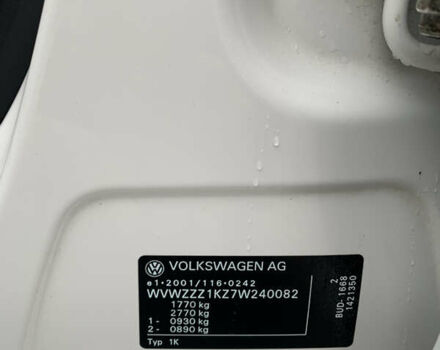 VOLKSWAGEN AG
e1*2001/116*0242
WVWZZZ1KZ7W240082
1770 kg
2770 kg
1- 0930 kg
2- 0890 kg
Typ 1K
BUD-1668 2
1421350